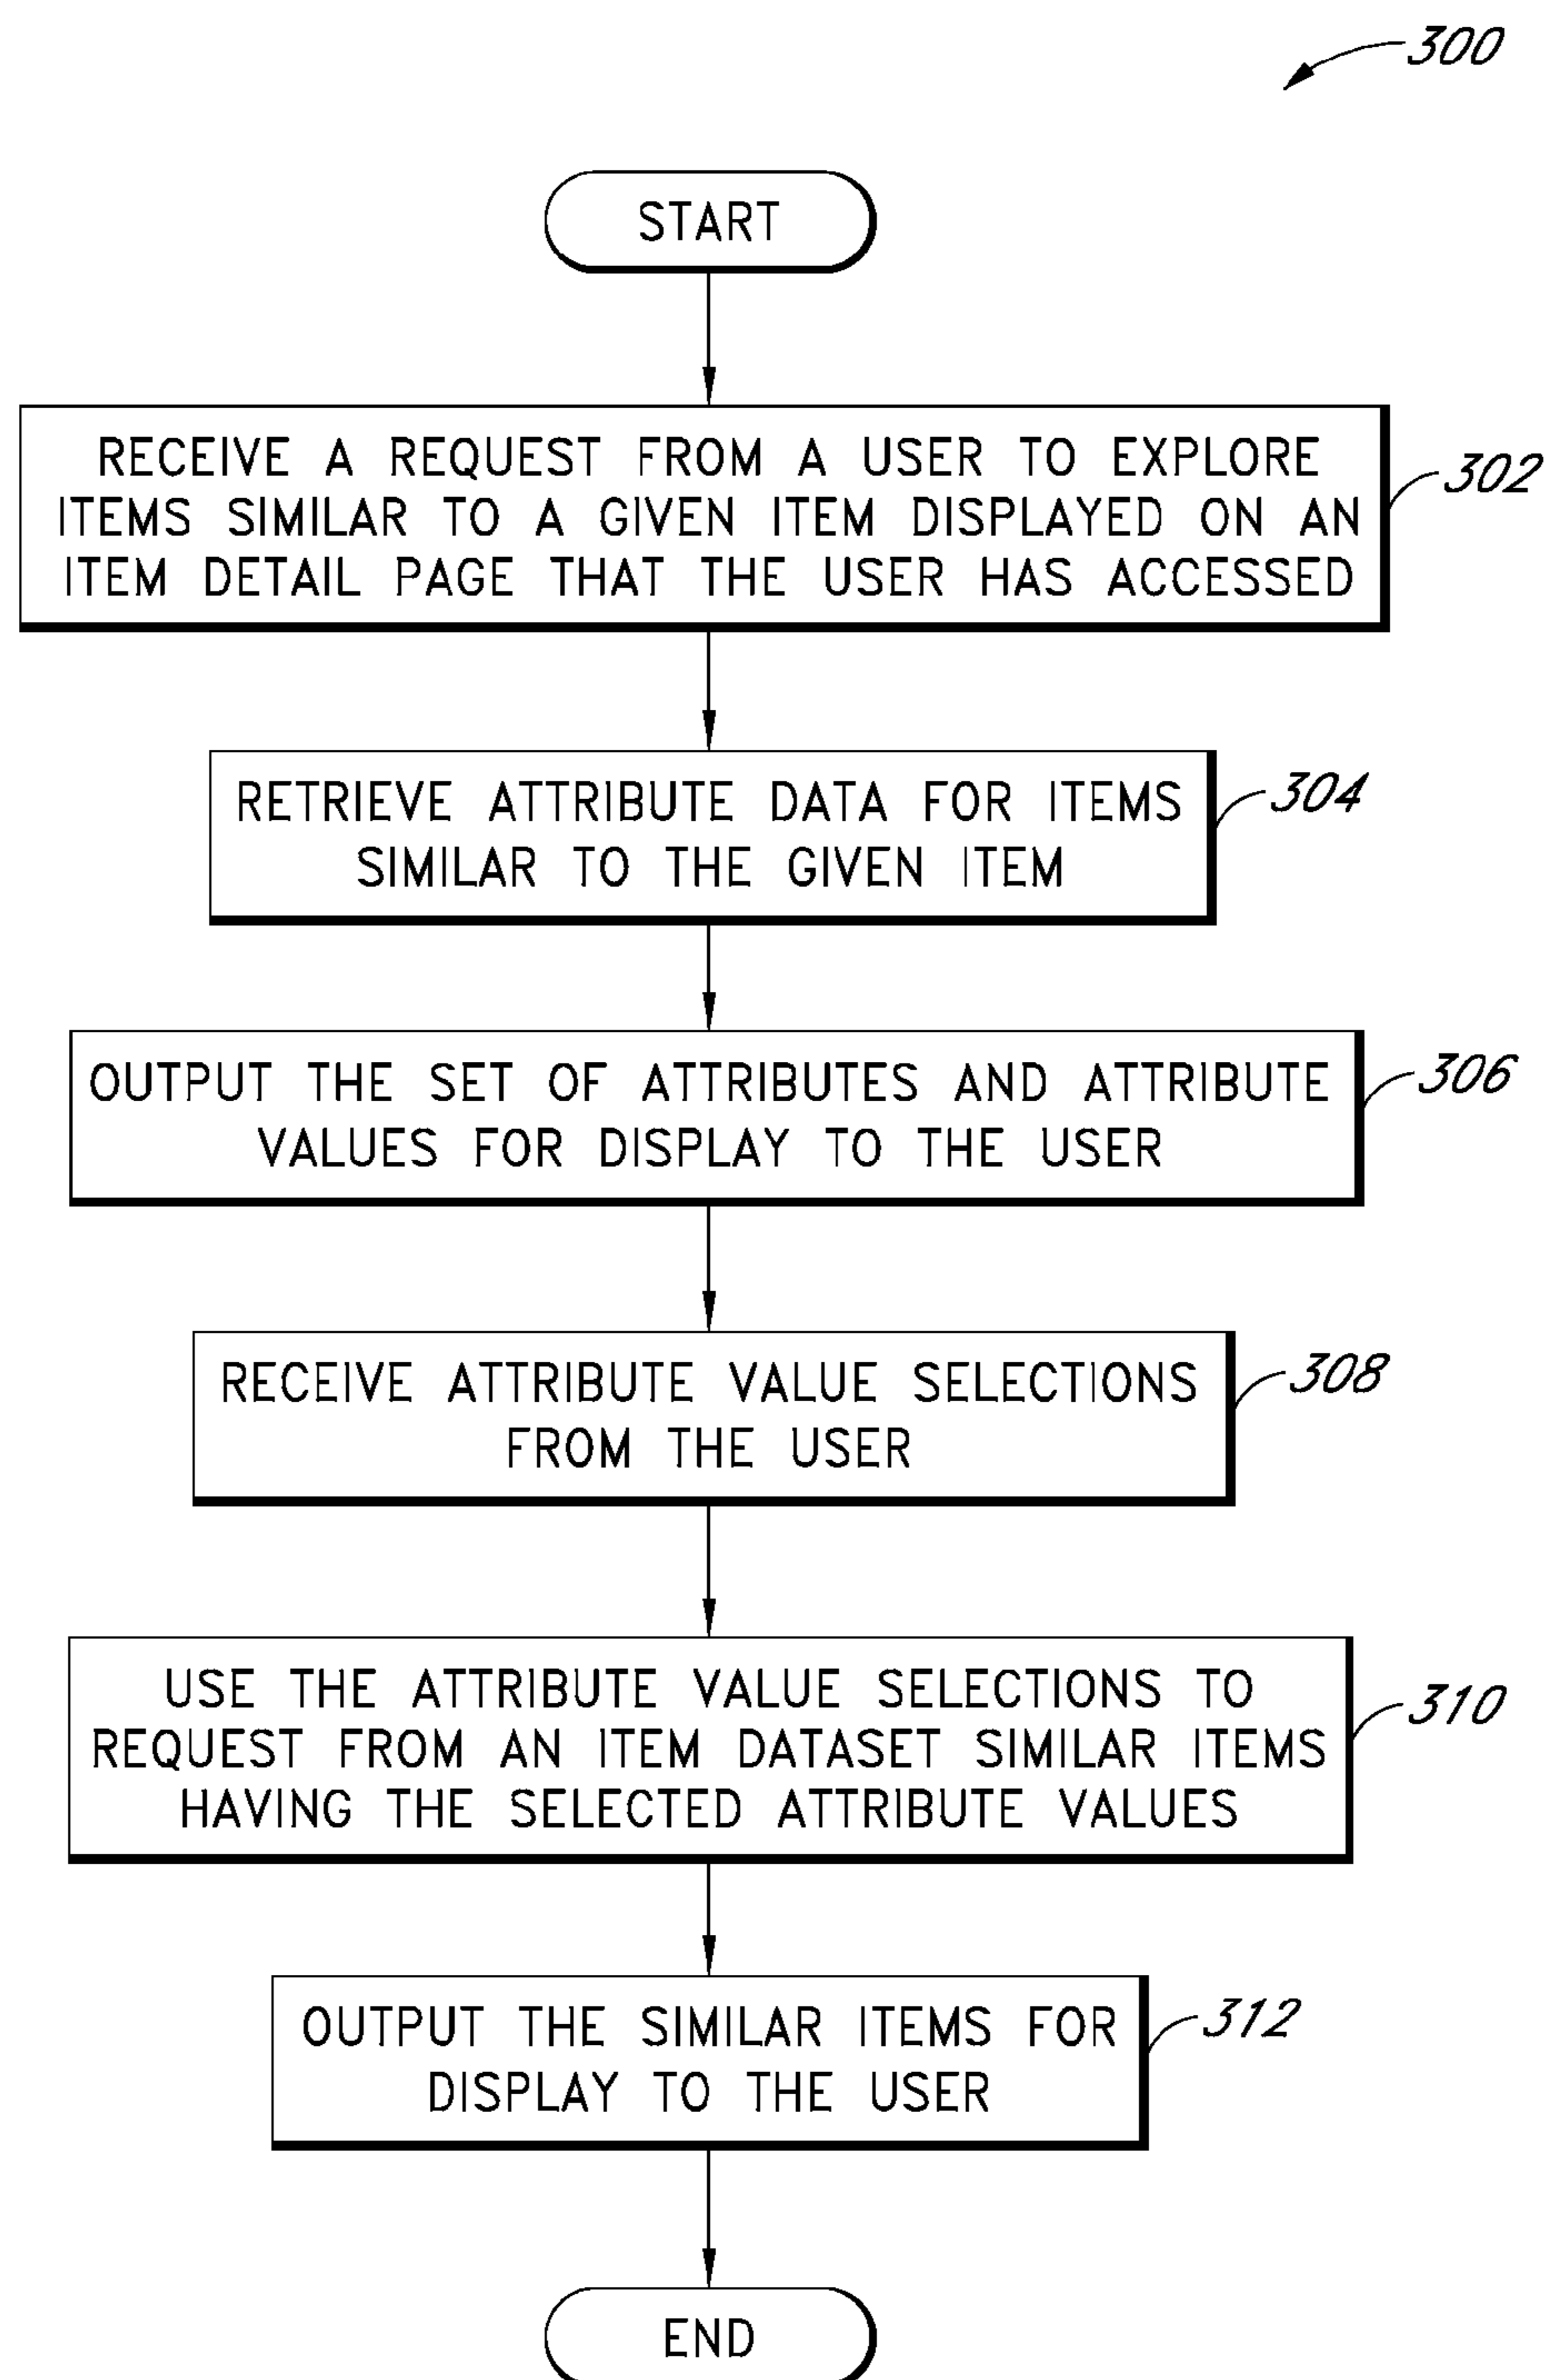 300
START
RECEIVE A REQUEST FROM A USER TO EXPLORE
ITEMS SIMILAR TO A GIVEN ITEM DISPLAYED ON AN
ITEM DETAIL PAGE THAT THE USER HAS ACCESSED
302
RETRIEVE ATTRIBUTE DATA FOR ITEMS
SIMILAR TO THE GIVEN ITEM
304
OUTPUT THE SET OF ATTRIBUTES AND ATTRIBUTE
VALUES FOR DISPLAY TO THE USER
306
RECEIVE ATTRIBUTE VALUE SELECTIONS
FROM THE USER
308
USE THE ATTRIBUTE VALUE SELECTIONS TO
REQUEST FROM AN ITEM DATASET SIMILAR ITEMS
HAVING THE SELECTED ATTRIBUTE VALUES
310
OUTPUT THE SIMILAR ITEMS FOR
DISPLAY TO THE USER
312
END